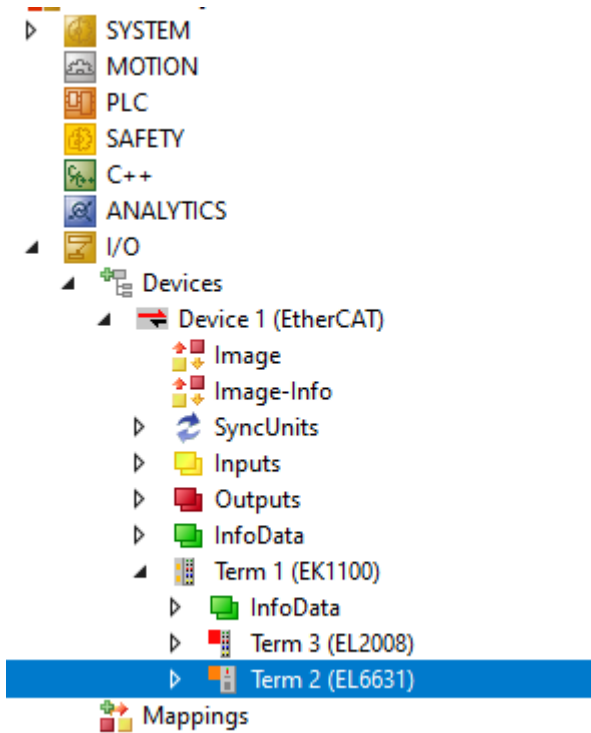 SYSTEM
MOTION
PLC
SAFETY
C++
ANALYTICS
I/O
Devices
Device 1 (EtherCAT)
Image
Image-Info
SyncUnits
Inputs
Outputs
InfoData
Term 1 (EK1100)
InfoData
Term 3 (EL2008)
Term 2 (EL6631)
Mappings